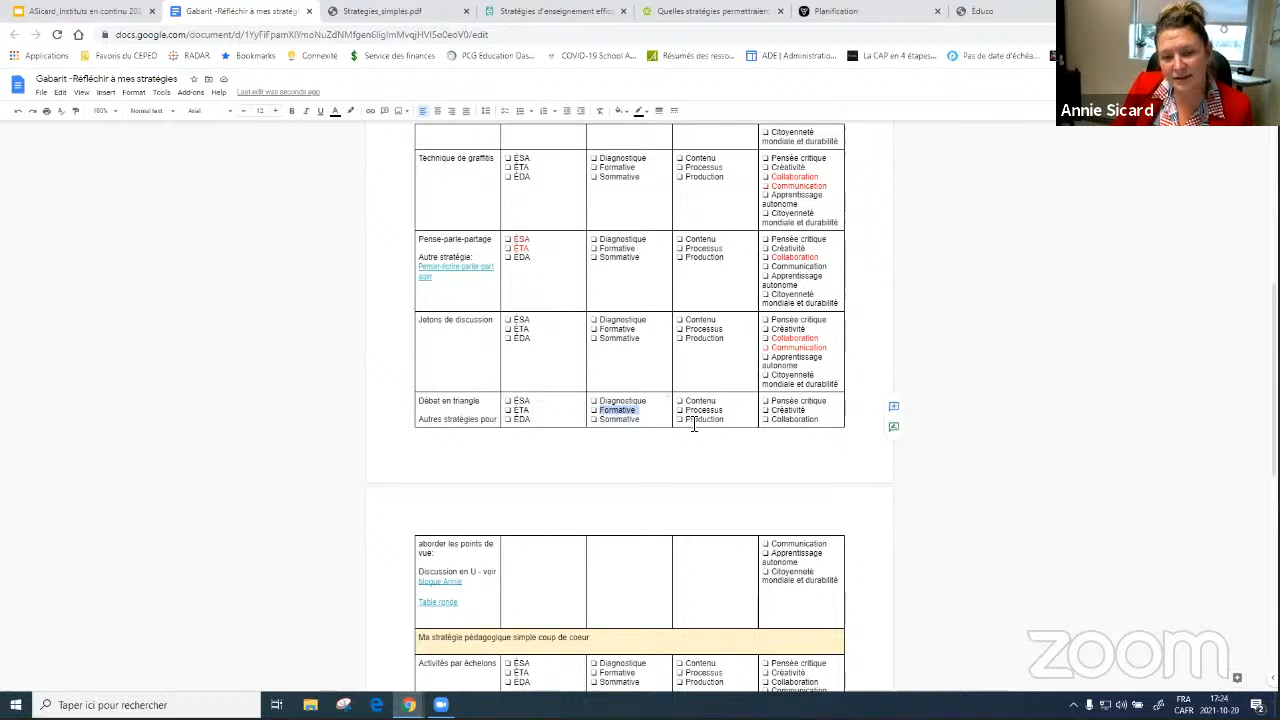 ASicard_Institut en continu 202
Gabarit -Réfléchir à mes stratégi
Strategies_simples.pdf
Stratégies d'enseignement effic
Quelles stratégies permettraien
Planification
Éduco
docs.google.com/document/d/
Applications
Favoris du CEPEO
RADAR
Bookmarks
Connexité
Service des finances
PCG Education Das...
COVID-19 School A...
Résumés des resso...
ADE | Administratio...
La CAP en 4 étapes...
Pas de date d'échéa...
Annie Sicard
Gabarit -Réfléchir à mes stratégies
File Edit View Insert Format Tools Add-ons Help
Last edit was seconds ago
100%
Normal text
Arial
12
Citoyenneté
mondiale et durabilité
Technique de graffitis
ÉSA
ÉTA
ÉDA
Diagnostique
Formative
Sommative
Contenu
Processus
Production
Pensée critique
Créativité
Collaboration
Communication
Apprentissage
autonome
Citoyenneté
mondiale et durabilité
Pense-parle-partage
Autre stratégie:
Penser-écrire-parler-part
ager
ÉSA
ÉTA
ÉDA
Diagnostique
Formative
Sommative
Contenu
Processus
Production
Pensée critique
Créativité
Collaboration
Communication
Apprentissage
autonome
Citoyenneté
mondiale et durabilité
Jetons de discussion
ÉSA
ÉTA
ÉDA
Diagnostique
Formative
Sommative
Contenu
Processus
Production
Pensée critique
Créativité
Collaboration
Communication
Apprentissage
autonome
Citoyenneté
mondiale et durabilité
Débat en triangle
Autres stratégies pour
ÉSA
ÉTA
ÉDA
Diagnostique
Formative
Sommative
Contenu
Processus
Production
Pensée critique
Créativité
Collaboration
aborder les points de
vue:
Discussion en U - voir
blogue Annie
Table ronde
Communication
Apprentissage
autonome
Citoyenneté
mondiale et durabilité
Ma stratégie pédagogique simple coup de coeur
Activités par échelons
ÉSA
ÉTA
ÉDA
Diagnostique
Formative
Sommative
Contenu
Processus
Production
Pensée critique
Créativité
Collaboration
Communication
zoom
Taper ici pour rechercher
FRA
CAFR
17:24
2021-10-20
2